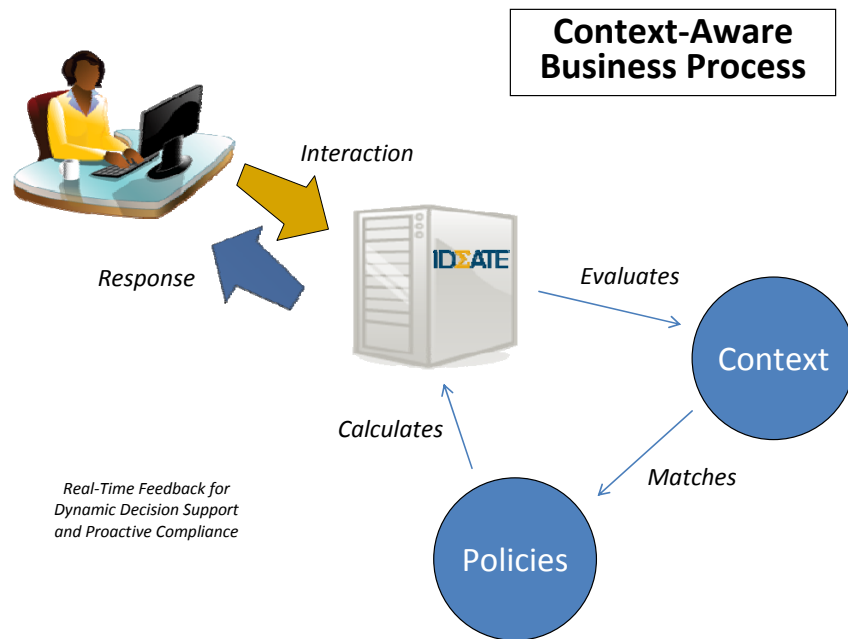 Context-Aware
Business Process
Interaction
Response
IDΣATE
Evaluates
Context
Calculates
Matches
Real-Time Feedback for
Dynamic Decision Support
and Proactive Compliance
Policies